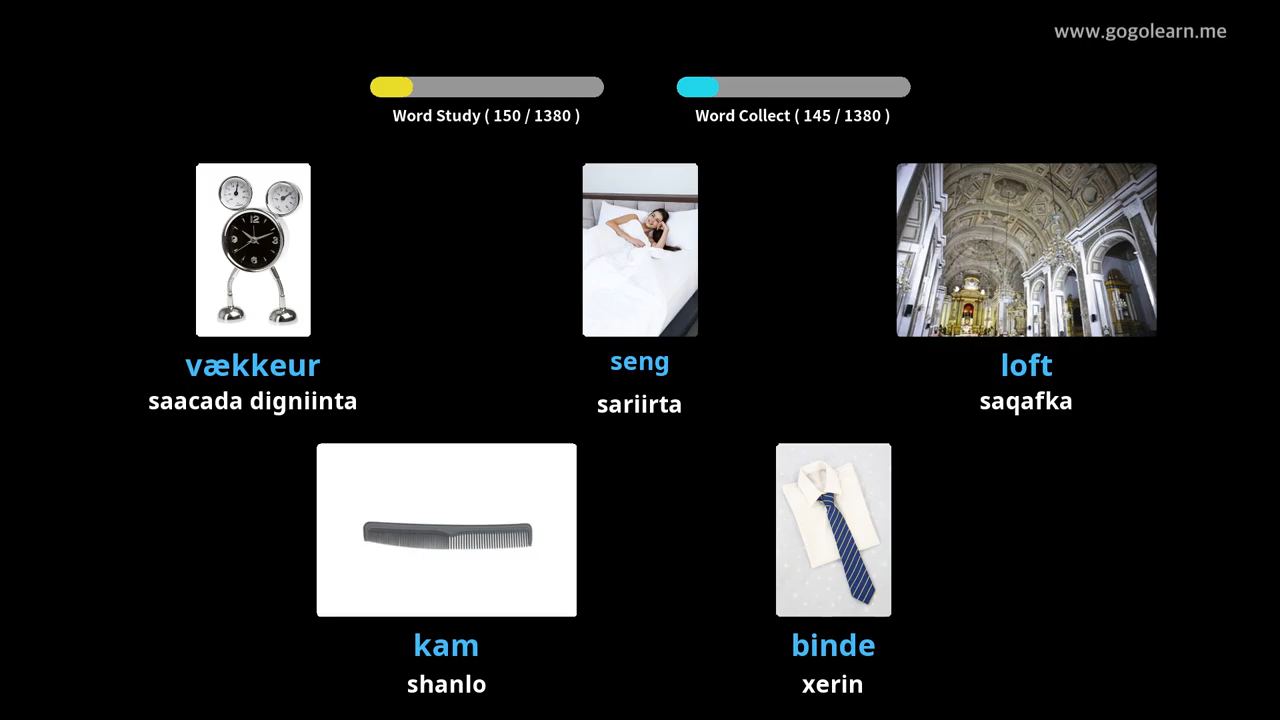 www.gogolearn.me
Word Study ( 150 / 1380 )
Word Collect ( 145 / 1380 )
vækkeur
seng
loft
saacada digniinta
sariirta
saqafka
kam
binde
shanlo
xerin